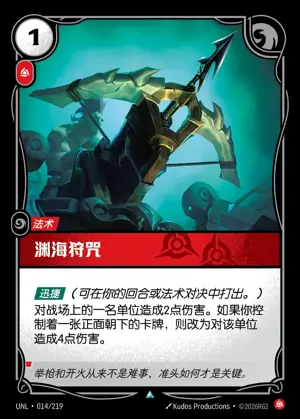 1
法术
渊海狩咒
迅捷（可在你的回合或法术对决中打出。）
对战场上的一名单位造成2点伤害。如果你控
制着一张正面朝下的卡牌，则改为对该单位
造成4点伤害。
举枪和开火从来不是难事，准头如何才是关键。
UNL • 014/219
Kudos Productions • ©2026RGI